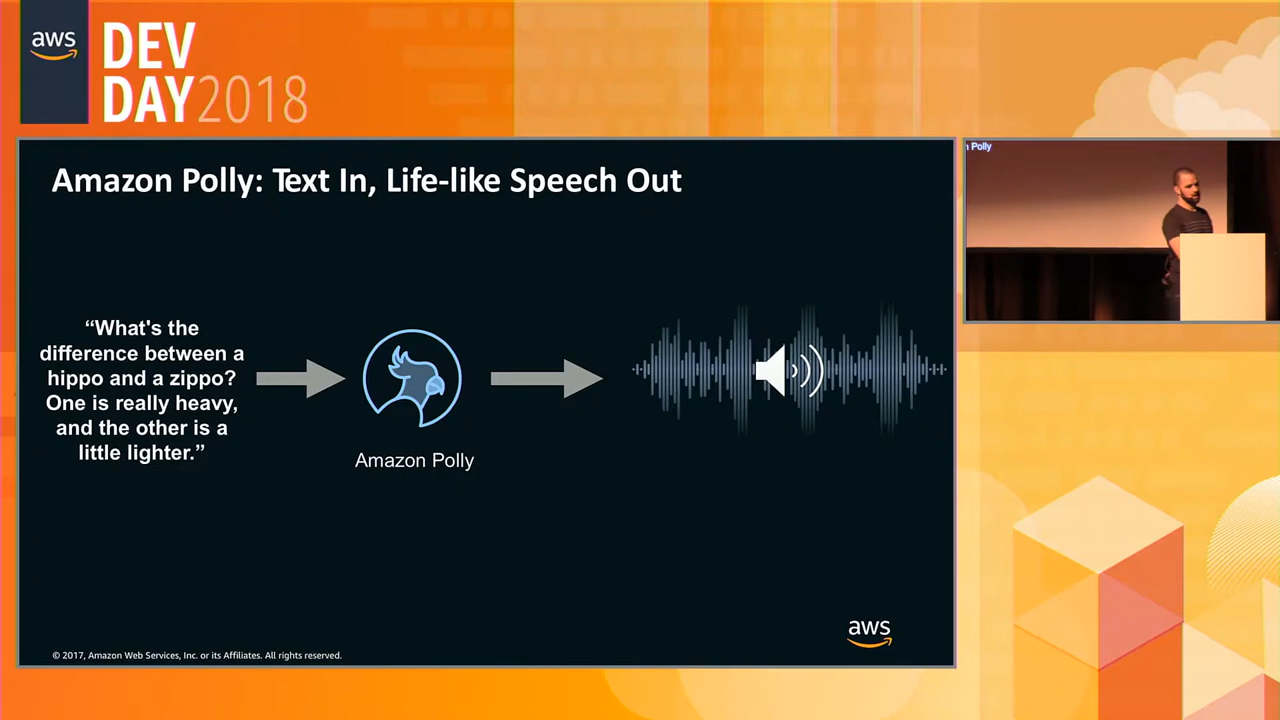 aws
DEV
DAY2018
Amazon Polly: Text In, Life-like Speech Out
n Polly
“What's the
difference between a
hippo and a zippo?
One is really heavy,
and the other is a
little lighter.”
Amazon Polly
aws
© 2017, Amazon Web Services, Inc. or its Affiliates. All rights reserved.